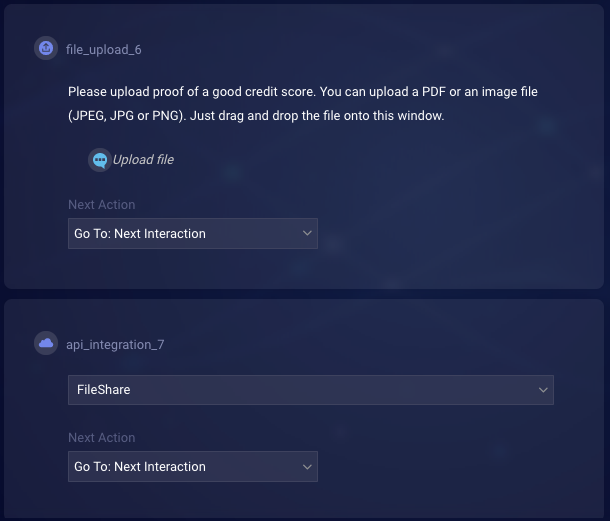 file_upload_6
Please upload proof of a good credit score. You can upload a PDF or an image file
(JPEG, JPG or PNG). Just drag and drop the file onto this window.
Upload file
Next Action
Go To: Next Interaction
api_integration_7
FileShare
Next Action
Go To: Next Interaction